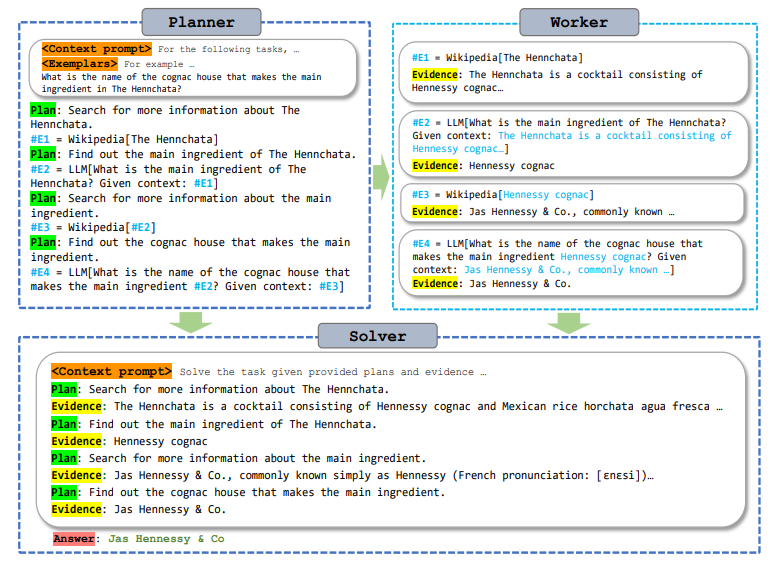 Planner
<Context prompt> For the following tasks, …
<Exemplars> For example …
What is the name of the cognac house that makes the main
ingredient in The Hennchata?
Plan: Search for more information about The
Hennchata.
#E1 = Wikipedia[The Hennchata]
Plan: Find out the main ingredient of The Hennchata.
#E2 = LLM[What is the main ingredient of The
Hennchata? Given context: #E1]
Plan: Search for more information about the main
ingredient.
#E3 = Wikipedia[#E2]
Plan: Find out the cognac house that makes the main
ingredient.
#E4 = LLM[What is the name of the cognac house that
makes the main ingredient #E2? Given context: #E3]
Worker
#E1 = Wikipedia[The Hennchata]
Evidence: The Hennchata is a cocktail consisting of
Hennessy cognac…
#E2 = LLM[What is the main ingredient of The Hennchata?
Given context: The Hennchata is a cocktail consisting of
Hennessy cognac…]
Evidence: Hennessy cognac
#E3 = Wikipedia[Hennessy cognac]
Evidence: Jas Hennessy & Co., commonly known …
#E4 = LLM[What is the name of the cognac house that
makes the main ingredient Hennessy cognac? Given
context: Jas Hennessy & Co., commonly known …]
Evidence: Jas Hennessy & Co.
Solver
<Context prompt> Solve the task given provided plans and evidence …
Plan: Search for more information about The Hennchata.
Evidence: The Hennchata is a cocktail consisting of Hennessy cognac and Mexican rice horchata agua fresca …
Plan: Find out the main ingredient of The Hennchata.
Evidence: Hennessy cognac
Plan: Search for more information about the main ingredient.
Evidence: Jas Hennessy & Co., commonly known simply as Hennessy (French pronunciation: [ɛnɛsi])…
Plan: Find out the cognac house that makes the main ingredient.
Evidence: Jas Hennessy & Co.
Answer: Jas Hennessy & Co